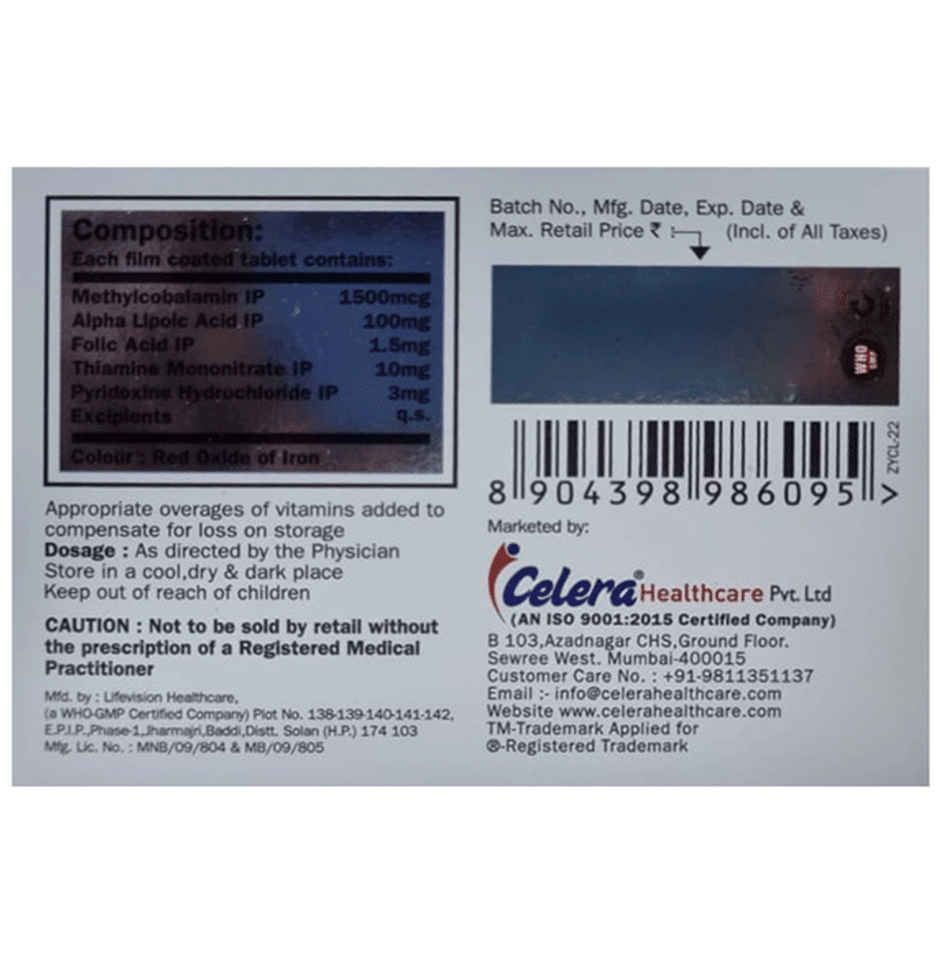 Composition:
Each film coated tablet contains:
Methylcobalamin IP 1500mcg
Alpha Lipoic Acid IP 100mg
Folic Acid IP 1.5mg
Thiamine Mononitrate IP 10mg
Pyridoxine Hydrochloride IP 3mg
Excipients q.s.
Colour : Red Oxide of Iron
Appropriate overages of vitamins added to
compensate for loss on storage
Dosage : As directed by the Physician
Store in a cool,dry & dark place
Keep out of reach of children
CAUTION : Not to be sold by retail without
the prescription of a Registered Medical
Practitioner
Mfd. by : Lifevision Healthcare,
(a WHO-GMP Certified Company) Plot No. 138-139-140-141-142,
E.P.I.P.,Phase-1,Jharmajri,Baddi,Distt. Solan (H.P.) 174 103
Mfg. Lic. No. : MNB/09/804 & MB/09/805
Batch No., Mfg. Date, Exp. Date &
Max. Retail Price ₹ (Incl. of All Taxes)
WHO
GMP
ZYCL-22
8 904398 986095 >
Marketed by:
Celera® Healthcare Pvt. Ltd
(AN ISO 9001:2015 Certified Company)
B 103,Azadnagar CHS,Ground Floor.
Sewree West. Mumbai-400015
Customer Care No. : +91-9811351137
Email :- info@celerahealthcare.com
Website www.celerahealthcare.com
TM-Trademark Applied for
®-Registered Trademark